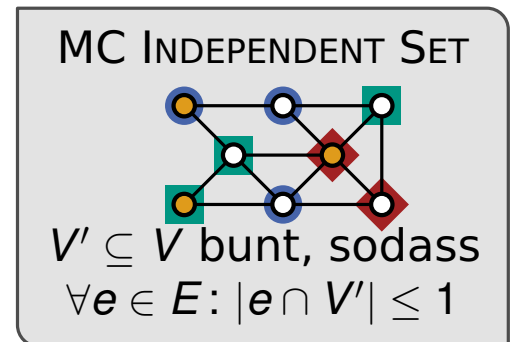 MC INDEPENDENT SET
V′ ⊆ V bunt, sodass
∀e ∈ E: |e ∩ V′| ≤ 1